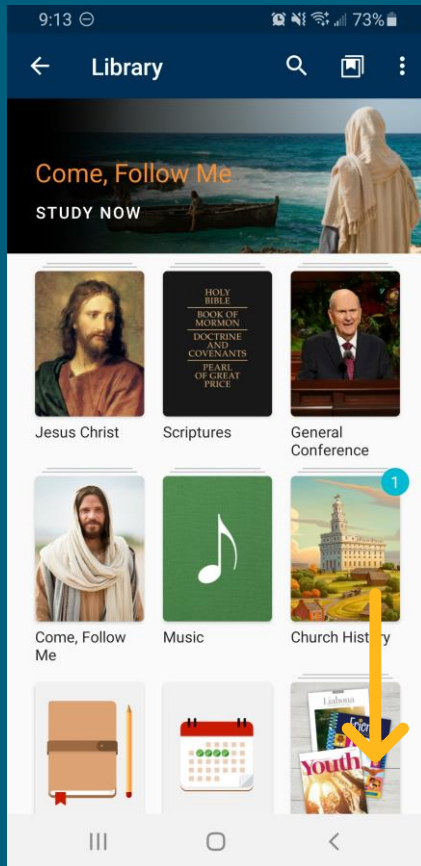 9:13
73%
Library
Come, Follow Me
STUDY NOW
HOLY
BIBLE
BOOK OF
MORMON
DOCTRINE
AND
COVENANTS
PEARL
OF GREAT
PRICE
Jesus Christ
Scriptures
General
Conference
1
Come, Follow
Me
Music
Church History
Liahona
Friend
Youth